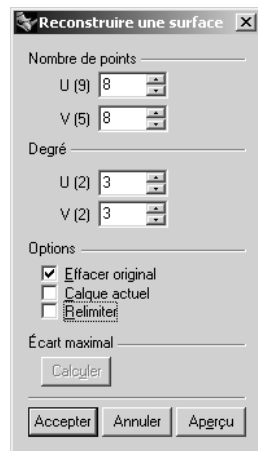 Reconstruire une surface
Nombre de points
U (9) 8
V (5) 8
Degré
U (2) 3
V (2) 3
Options
Effacer original
Calque actuel
Relimiter
Écart maximal
Calculer
Accepter Annuler Aperçu